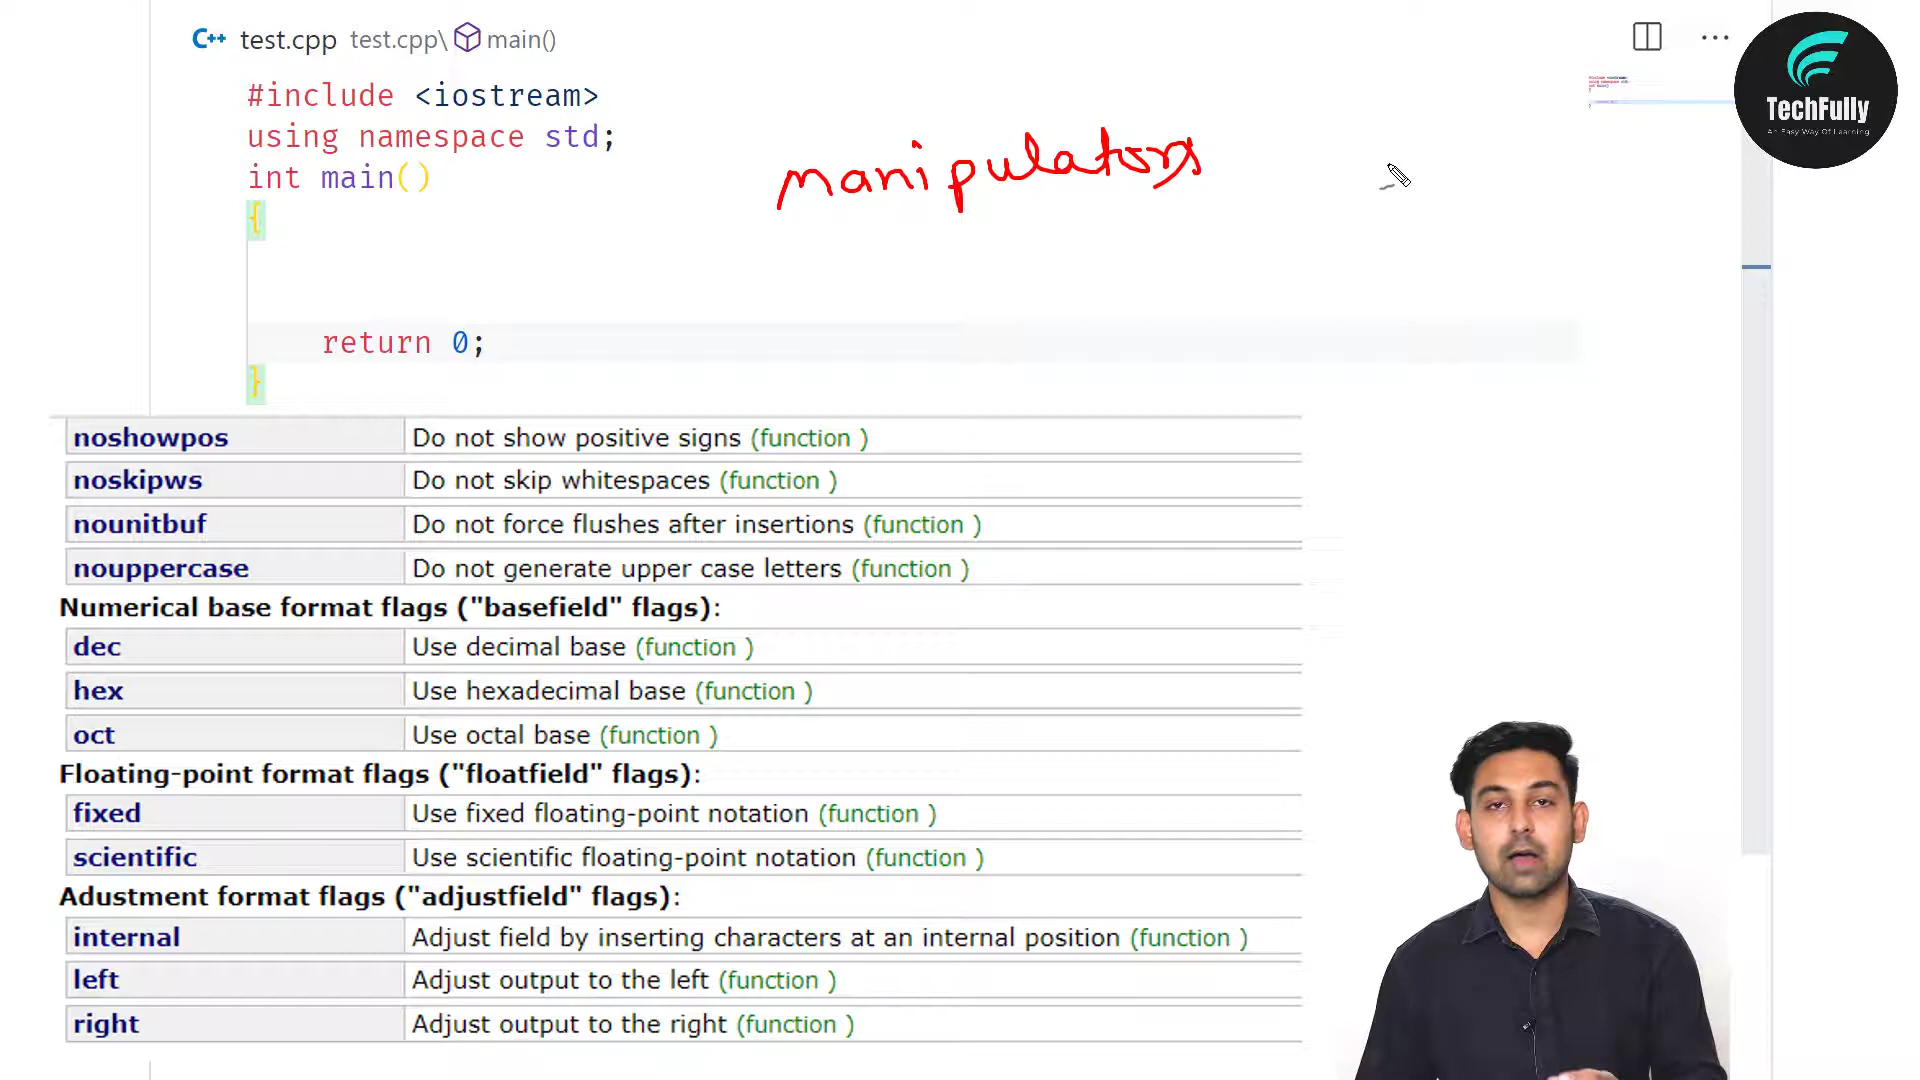 test.cpp test.cpp\ main()
TechFully
An Easy Way Of Learning
#include <iostream>
using namespace std;
int main()
{
manipulators
return 0;
}
noshowpos Do not show positive signs (function )
noskipws Do not skip whitespaces (function )
nounitbuf Do not force flushes after insertions (function )
nouppercase Do not generate upper case letters (function )
Numerical base format flags ("basefield" flags):
dec Use decimal base (function )
hex Use hexadecimal base (function )
oct Use octal base (function )
Floating-point format flags ("floatfield" flags):
fixed Use fixed floating-point notation (function )
scientific Use scientific floating-point notation (function )
Adustment format flags ("adjustfield" flags):
internal Adjust field by inserting characters at an internal position (function )
left Adjust output to the left (function )
right Adjust output to the right (function )